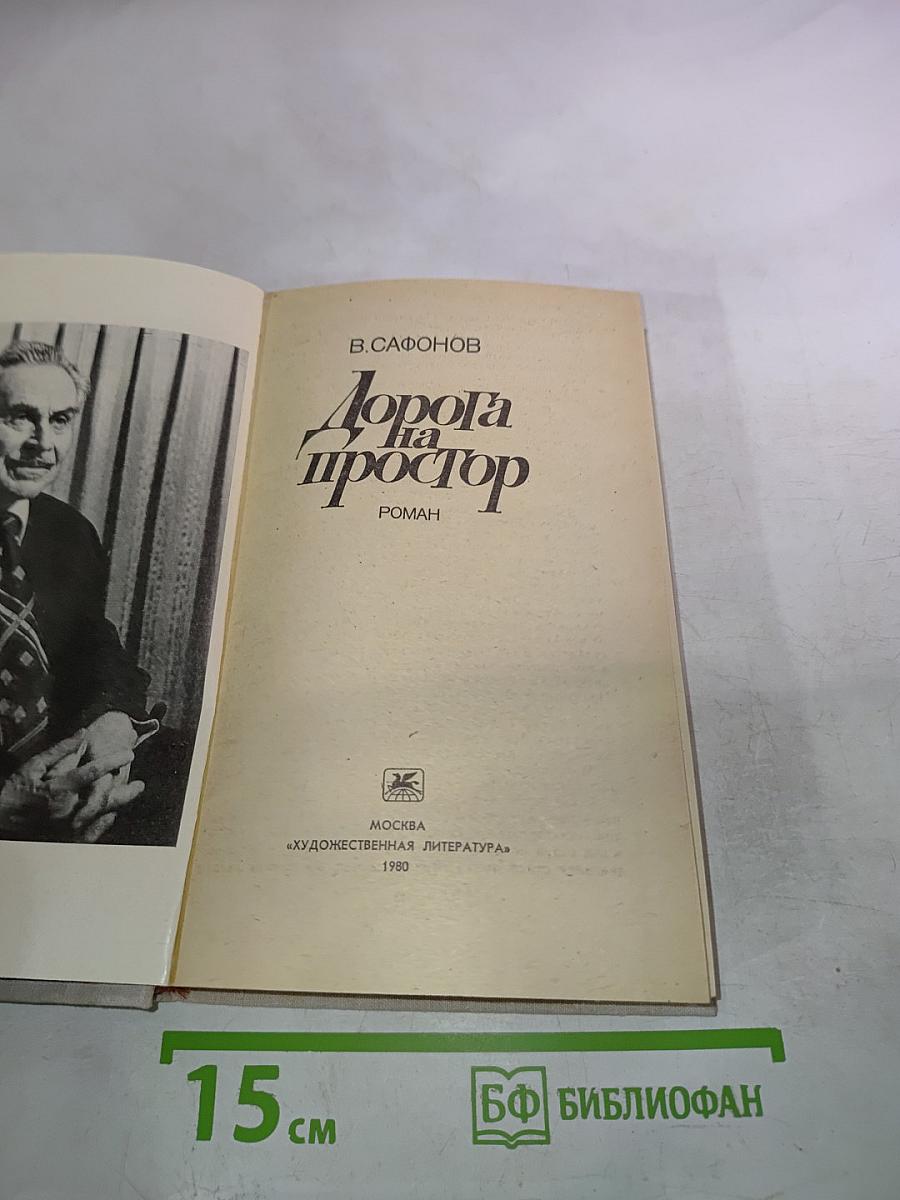 В. САФОНОВ
Дорога
на
простор
РОМАН
МОСКВА
«ХУДОЖЕСТВЕННАЯ ЛИТЕРАТУРА»
1980
15 см
БФ БИБЛИОФАН